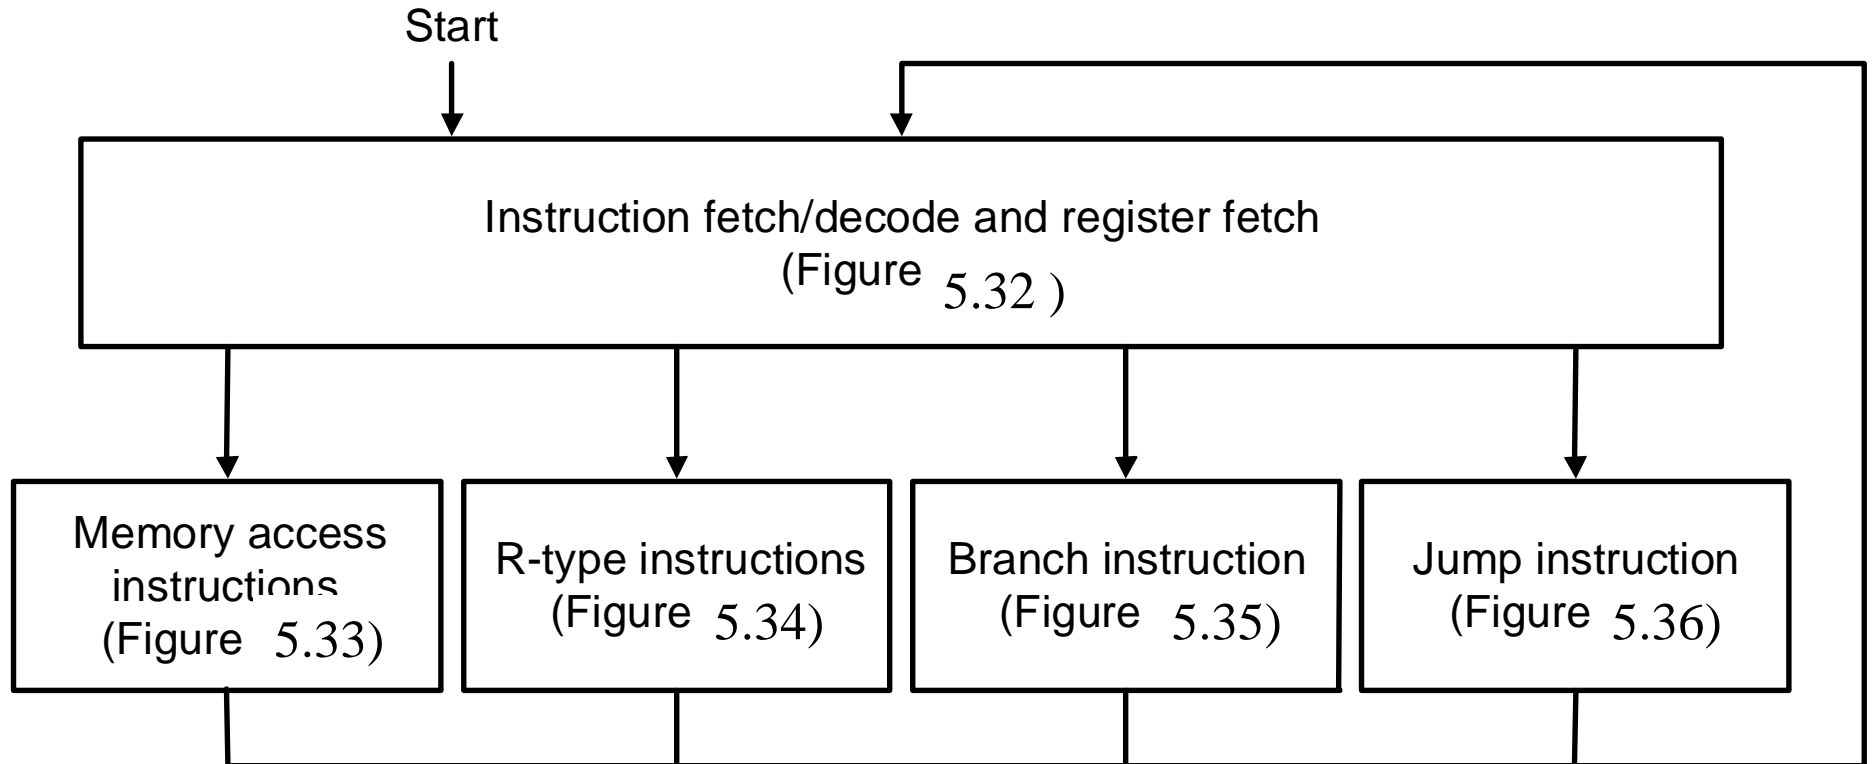 Start
Instruction fetch/decode and register fetch
(Figure 5.32 )
Memory access
instructions
(Figure 5.33)
R-type instructions
(Figure 5.34)
Branch instruction
(Figure 5.35)
Jump instruction
(Figure 5.36)